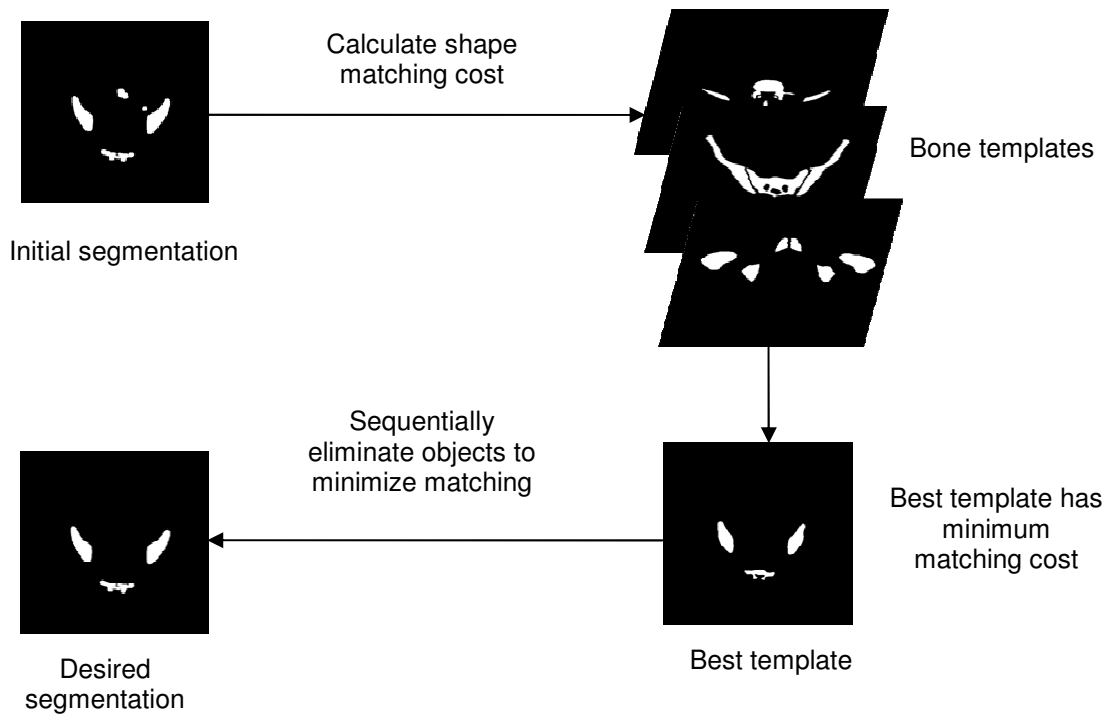 Calculate shape
matching cost
Bone templates
Initial segmentation
Sequentially
eliminate objects to
minimize matching
Best template has
minimum
matching cost
Best template
Desired
segmentation